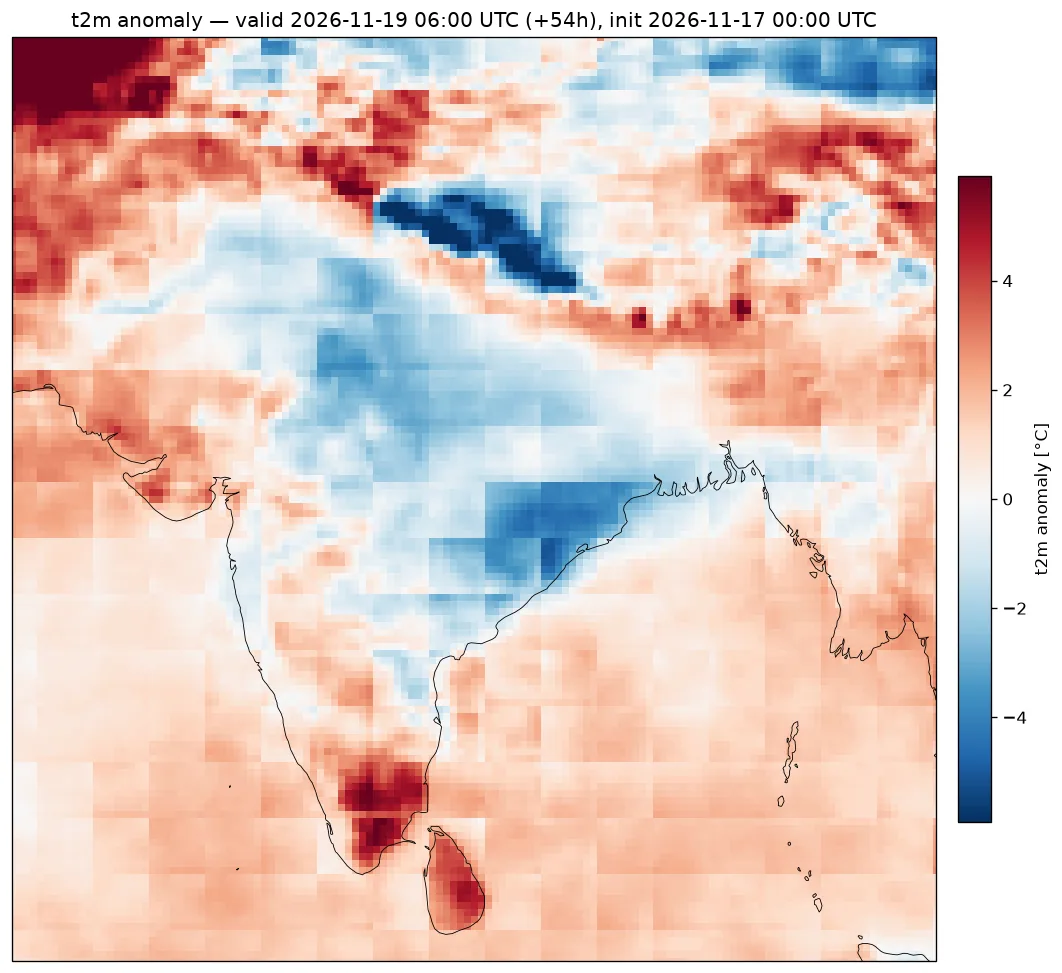 t2m anomaly — valid 2026-11-19 06:00 UTC (+54h), init 2026-11-17 00:00 UTC
4
2
0
−2
−4
t2m anomaly [°C]